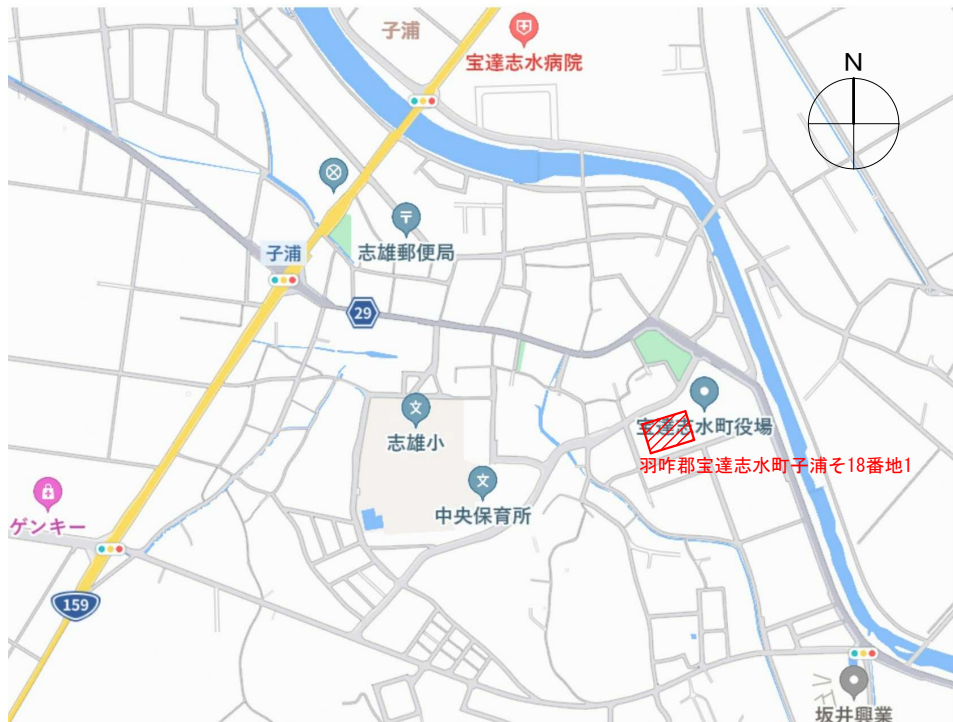 子浦
宝達志水病院
N
志雄郵便局
子浦
29
志雄小
宝達志水町役場
羽咋郡宝達志水町子浦そ18番地1
中央保育所
ゲンキー
159
坂井興業